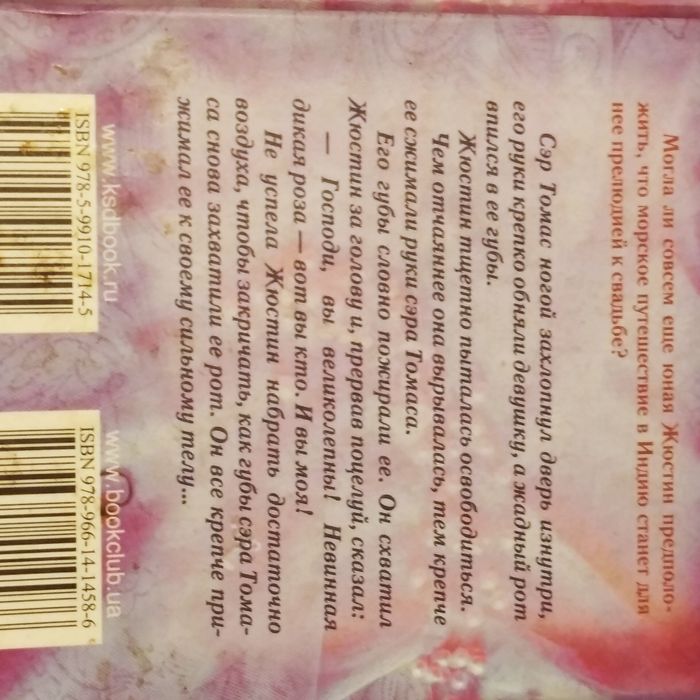 Могла ли совсем еще юная Жюстин предполо-
жить, что морское путешествие в Индию станет для
нее прелюдией к свадьбе?
Сэр Томас ногой захлопнул дверь изнутри,
его руки крепко обняли девушку, а жадный рот
впился в ее губы.
Жюстин тщетно пыталась освободиться.
Чем отчаяннее она вырывалась, тем крепче
ее сжимали руки сэра Томаса.
Его губы словно пожирали ее. Он схватил
Жюстин за голову и, прервав поцелуй, сказал:
— Господи, вы великолепны! Невинная
дикая роза — вот вы кто. И вы моя!
Не успела Жюстин набрать достаточно
воздуха, чтобы закричать, как губы сэра Тома-
са снова захватили ее рот. Он все крепче при-
жимал ее к своему сильному телу...
www.ksdbook.ru
ISBN 978-5-9910-1714-5
www.bookclub.ua
ISBN 978-966-14-1458-6